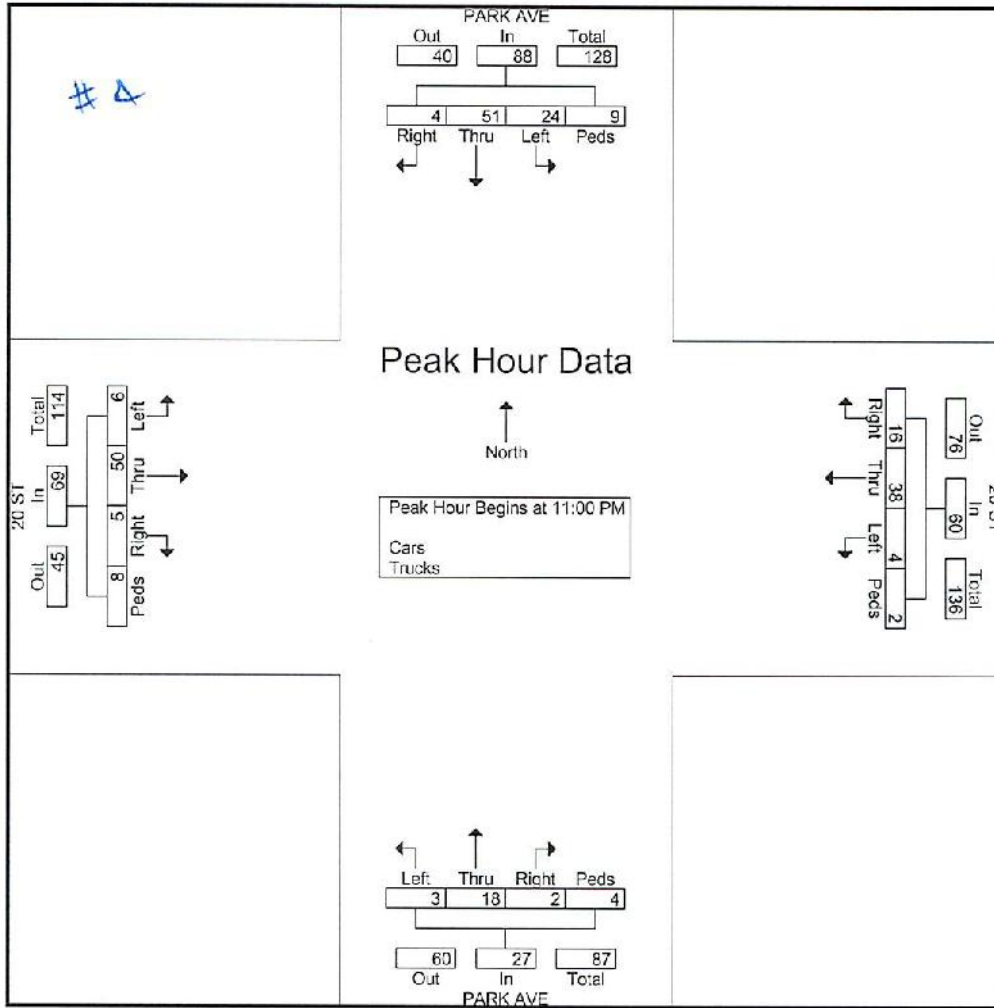 PARK AVE
Out In Total
40 88 128
# 4
4 51 24 9
Right Thru Left Peds
Peak Hour Data
North
Peak Hour Begins at 11:00 PM
Cars
Trucks
20 ST
Total In Out
114 69 45
6 50 5 8
Left Thru Right Peds
Out In Total
76 60 136
16 38 4 2
Right Thru Left Peds
Left Thru Right Peds
3 18 2 4
60 27 87
Out In Total
PARK AVE